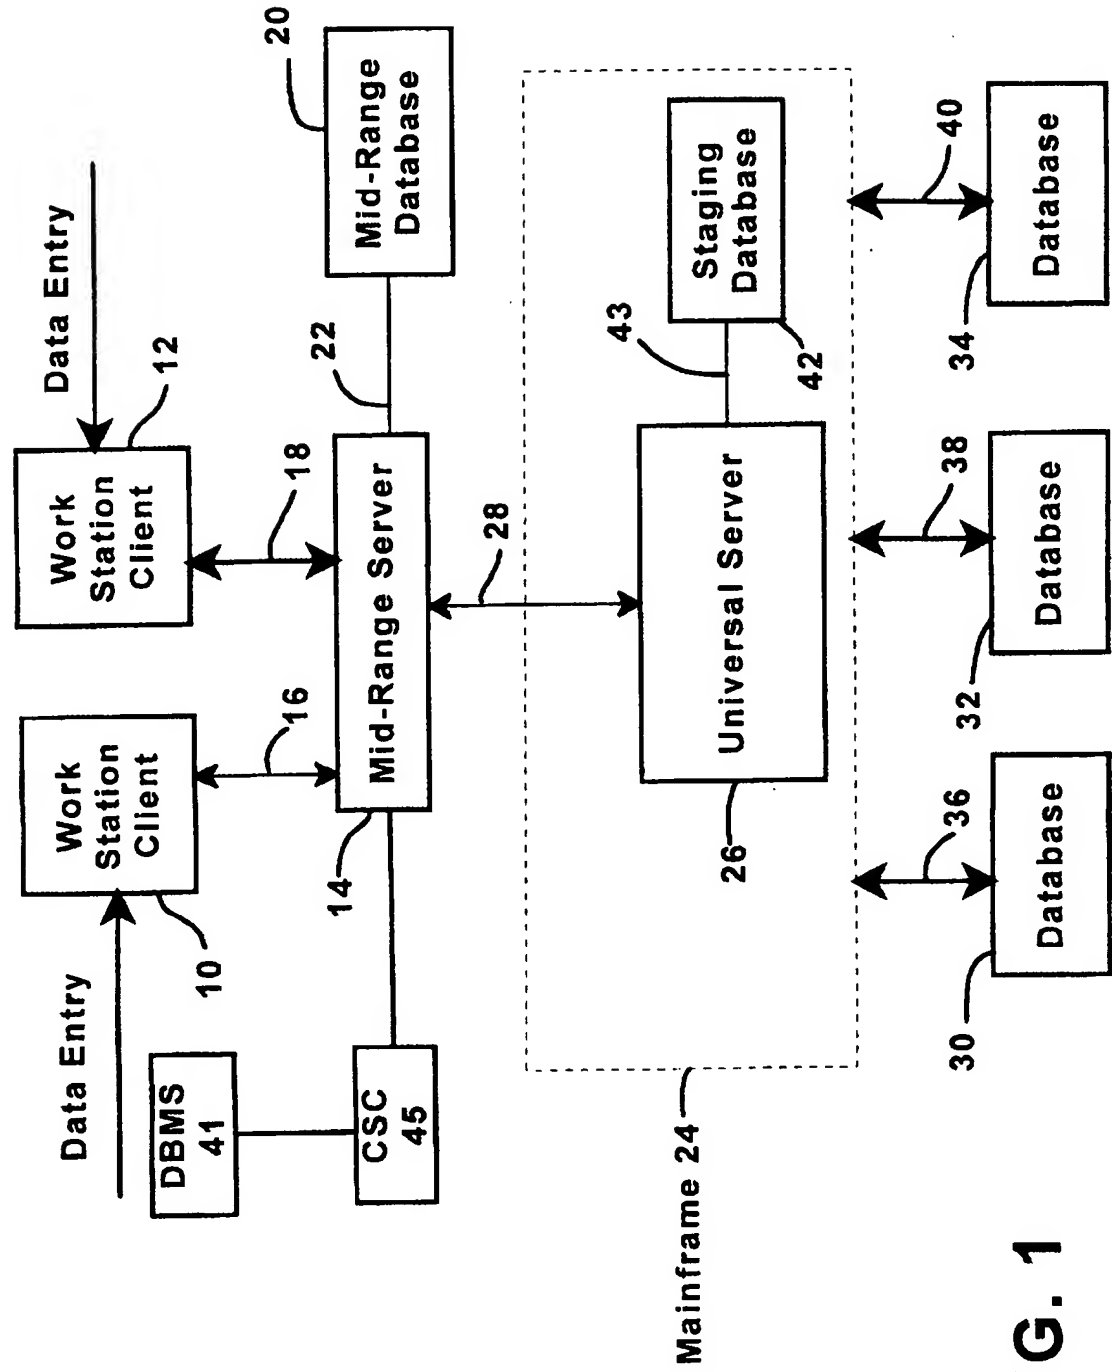 Data Entry
Data Entry
DBMS
41
10
Work
Station
Client
Work
Station
Client
12
16
18
20
CSC
45
14
Mid-Range Server
22
Mid-Range
Database
28
Mainframe 24
26
Universal Server
43
Staging
Database
42
36
38
40
30
Database
32
Database
34
Database
G. 1